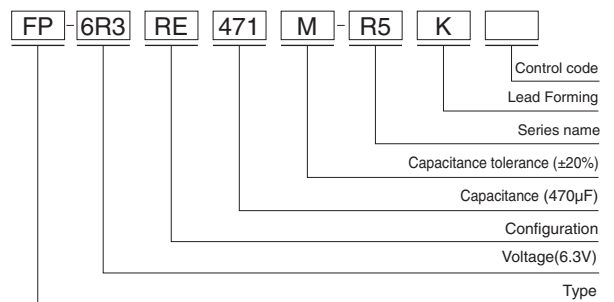 FP-6R3 RE 471 M-R5 K
Control code
Lead Forming
Series name
Capacitance tolerance (±20%)
Capacitance (470µF)
Configuration
Voltage(6.3V)
Type